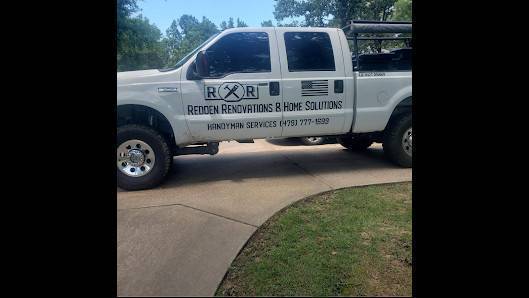 R R
REDDEN RENOVATIONS & HOME SOLUTIONS
HANDYMAN SERVICES (479) 777-1699